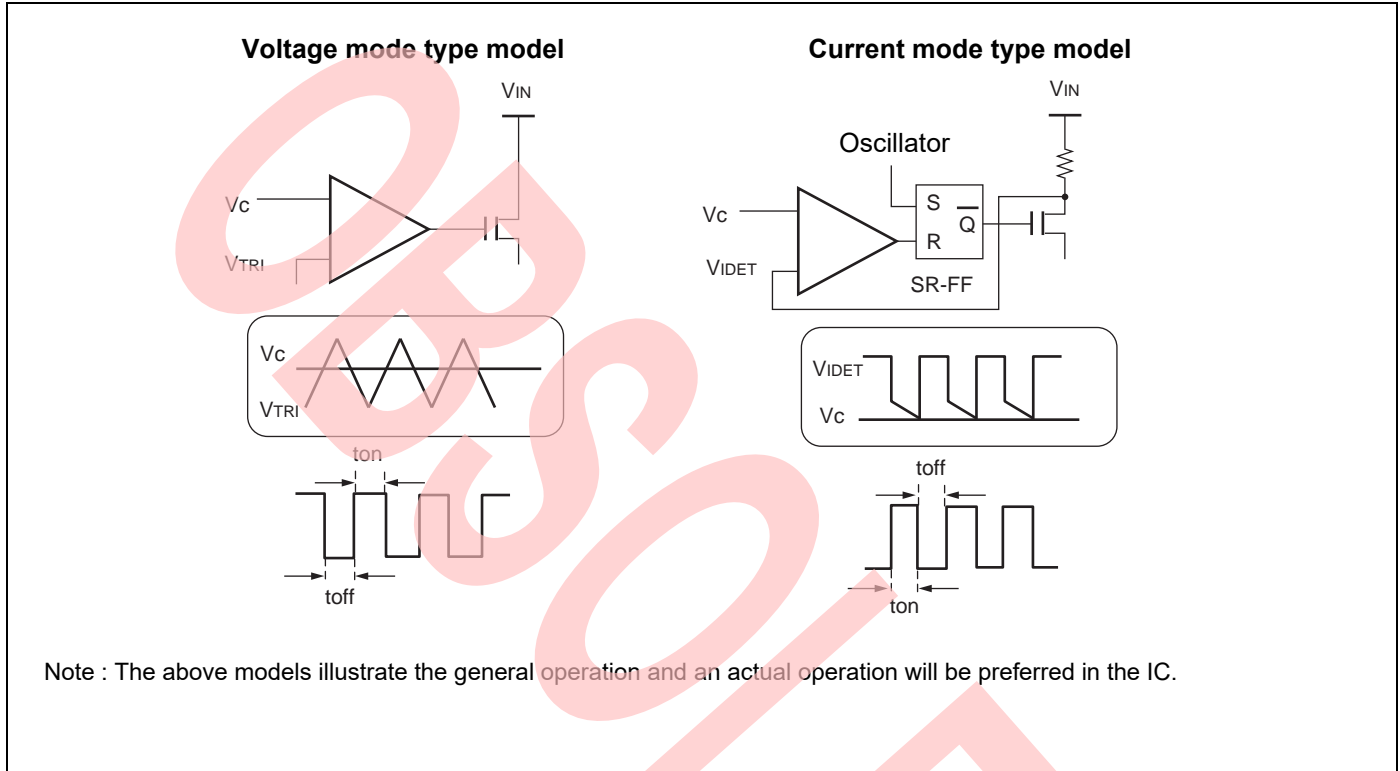 Voltage mode type model
VIN
Vc
VTRI
Vc
VTRI
ton
toff
Current mode type model
VIN
Oscillator
Vc
S
Q
R
VIDET
SR-FF
VIDET
Vc
toff
ton
Note : The above models illustrate the general operation and an actual operation will be preferred in the IC.